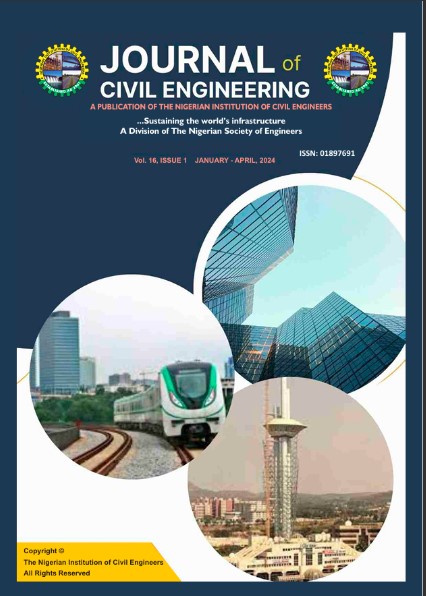 JOURNAL of
CIVIL ENGINEERING
A PUBLICATION OF THE NIGERIAN INSTITUTION OF CIVIL ENGINEERS
...Sustaining the world's infrastructure
A Division of The Nigerian Society of Engineers
ISSN: 01897691
Vol. 16, ISSUE 1 JANUARY - APRIL, 2024
Copyright ©
The Nigerian Institution of Civil Engineers
All Rights Reserved